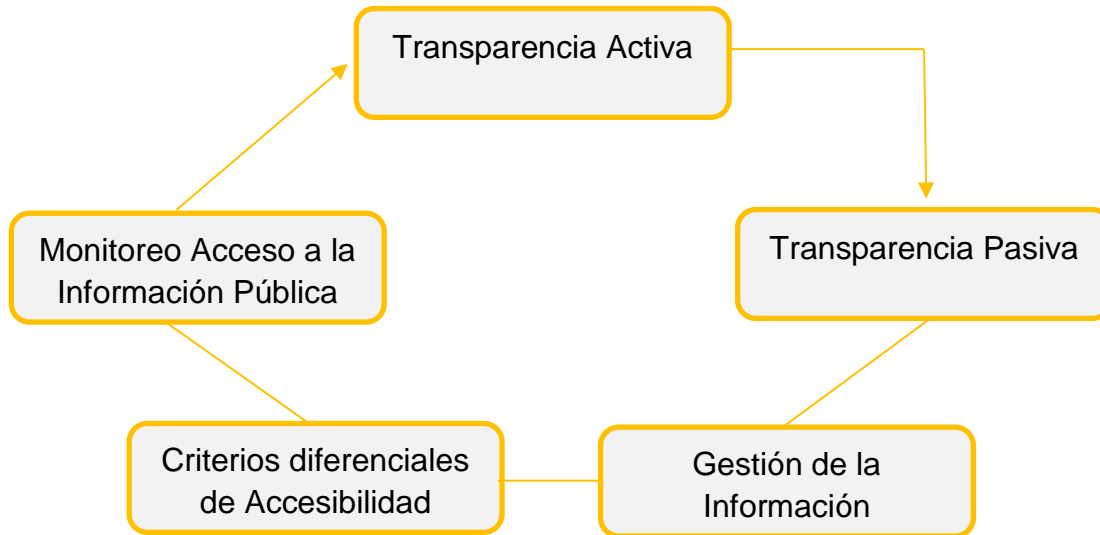 Transparencia Activa
Monitoreo Acceso a la
Información Pública
Transparencia Pasiva
Criterios diferenciales
de Accesibilidad
Gestión de la
Información